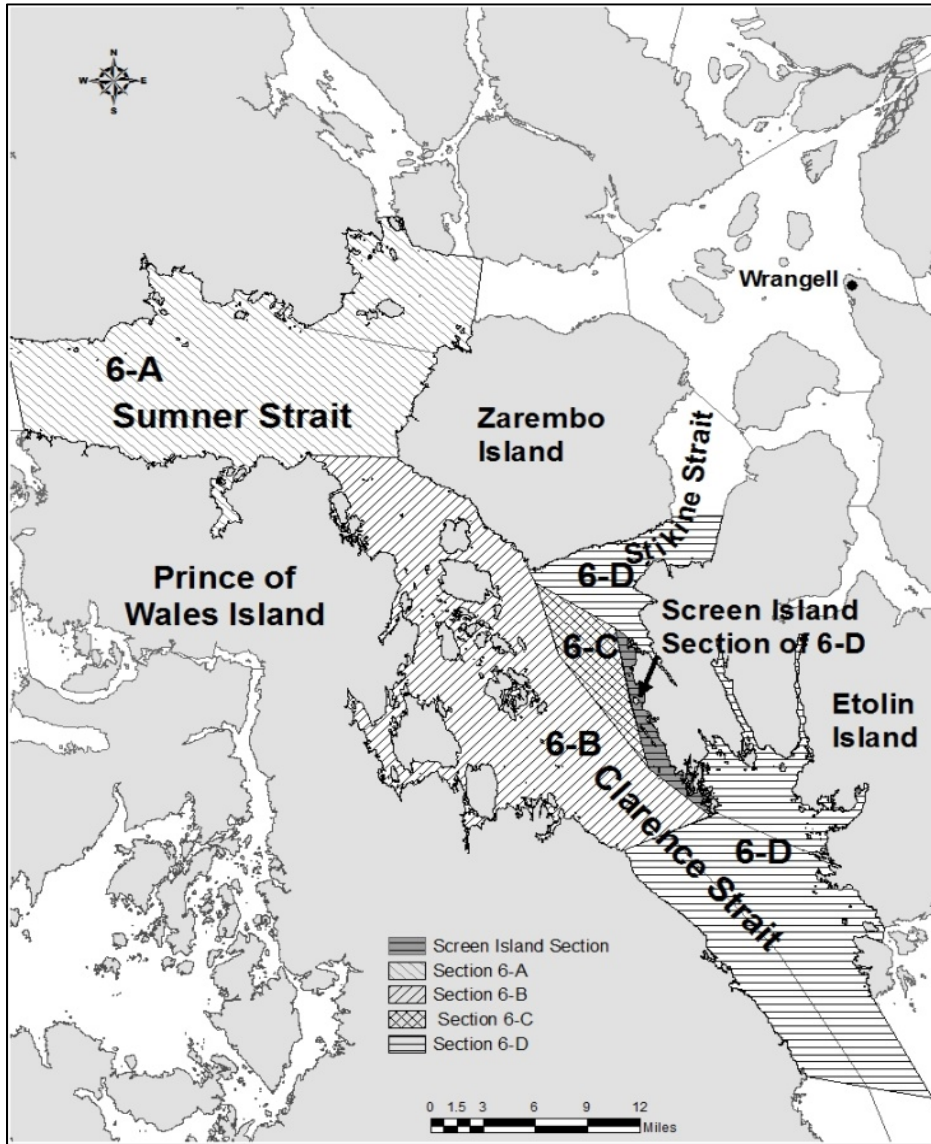 N
W E
S
Wrangell
6-A
Sumner Strait
Zarembo
Island
Stikine Strait
Prince of
Wales Island
6-D
Screen Island
Section of 6-D
6-C
Etolin
Island
6-B
Clarence Strait
6-D
Screen Island Section
Section 6-A
Section 6-B
Section 6-C
Section 6-D
0 1.5 3 6 9 12
Miles